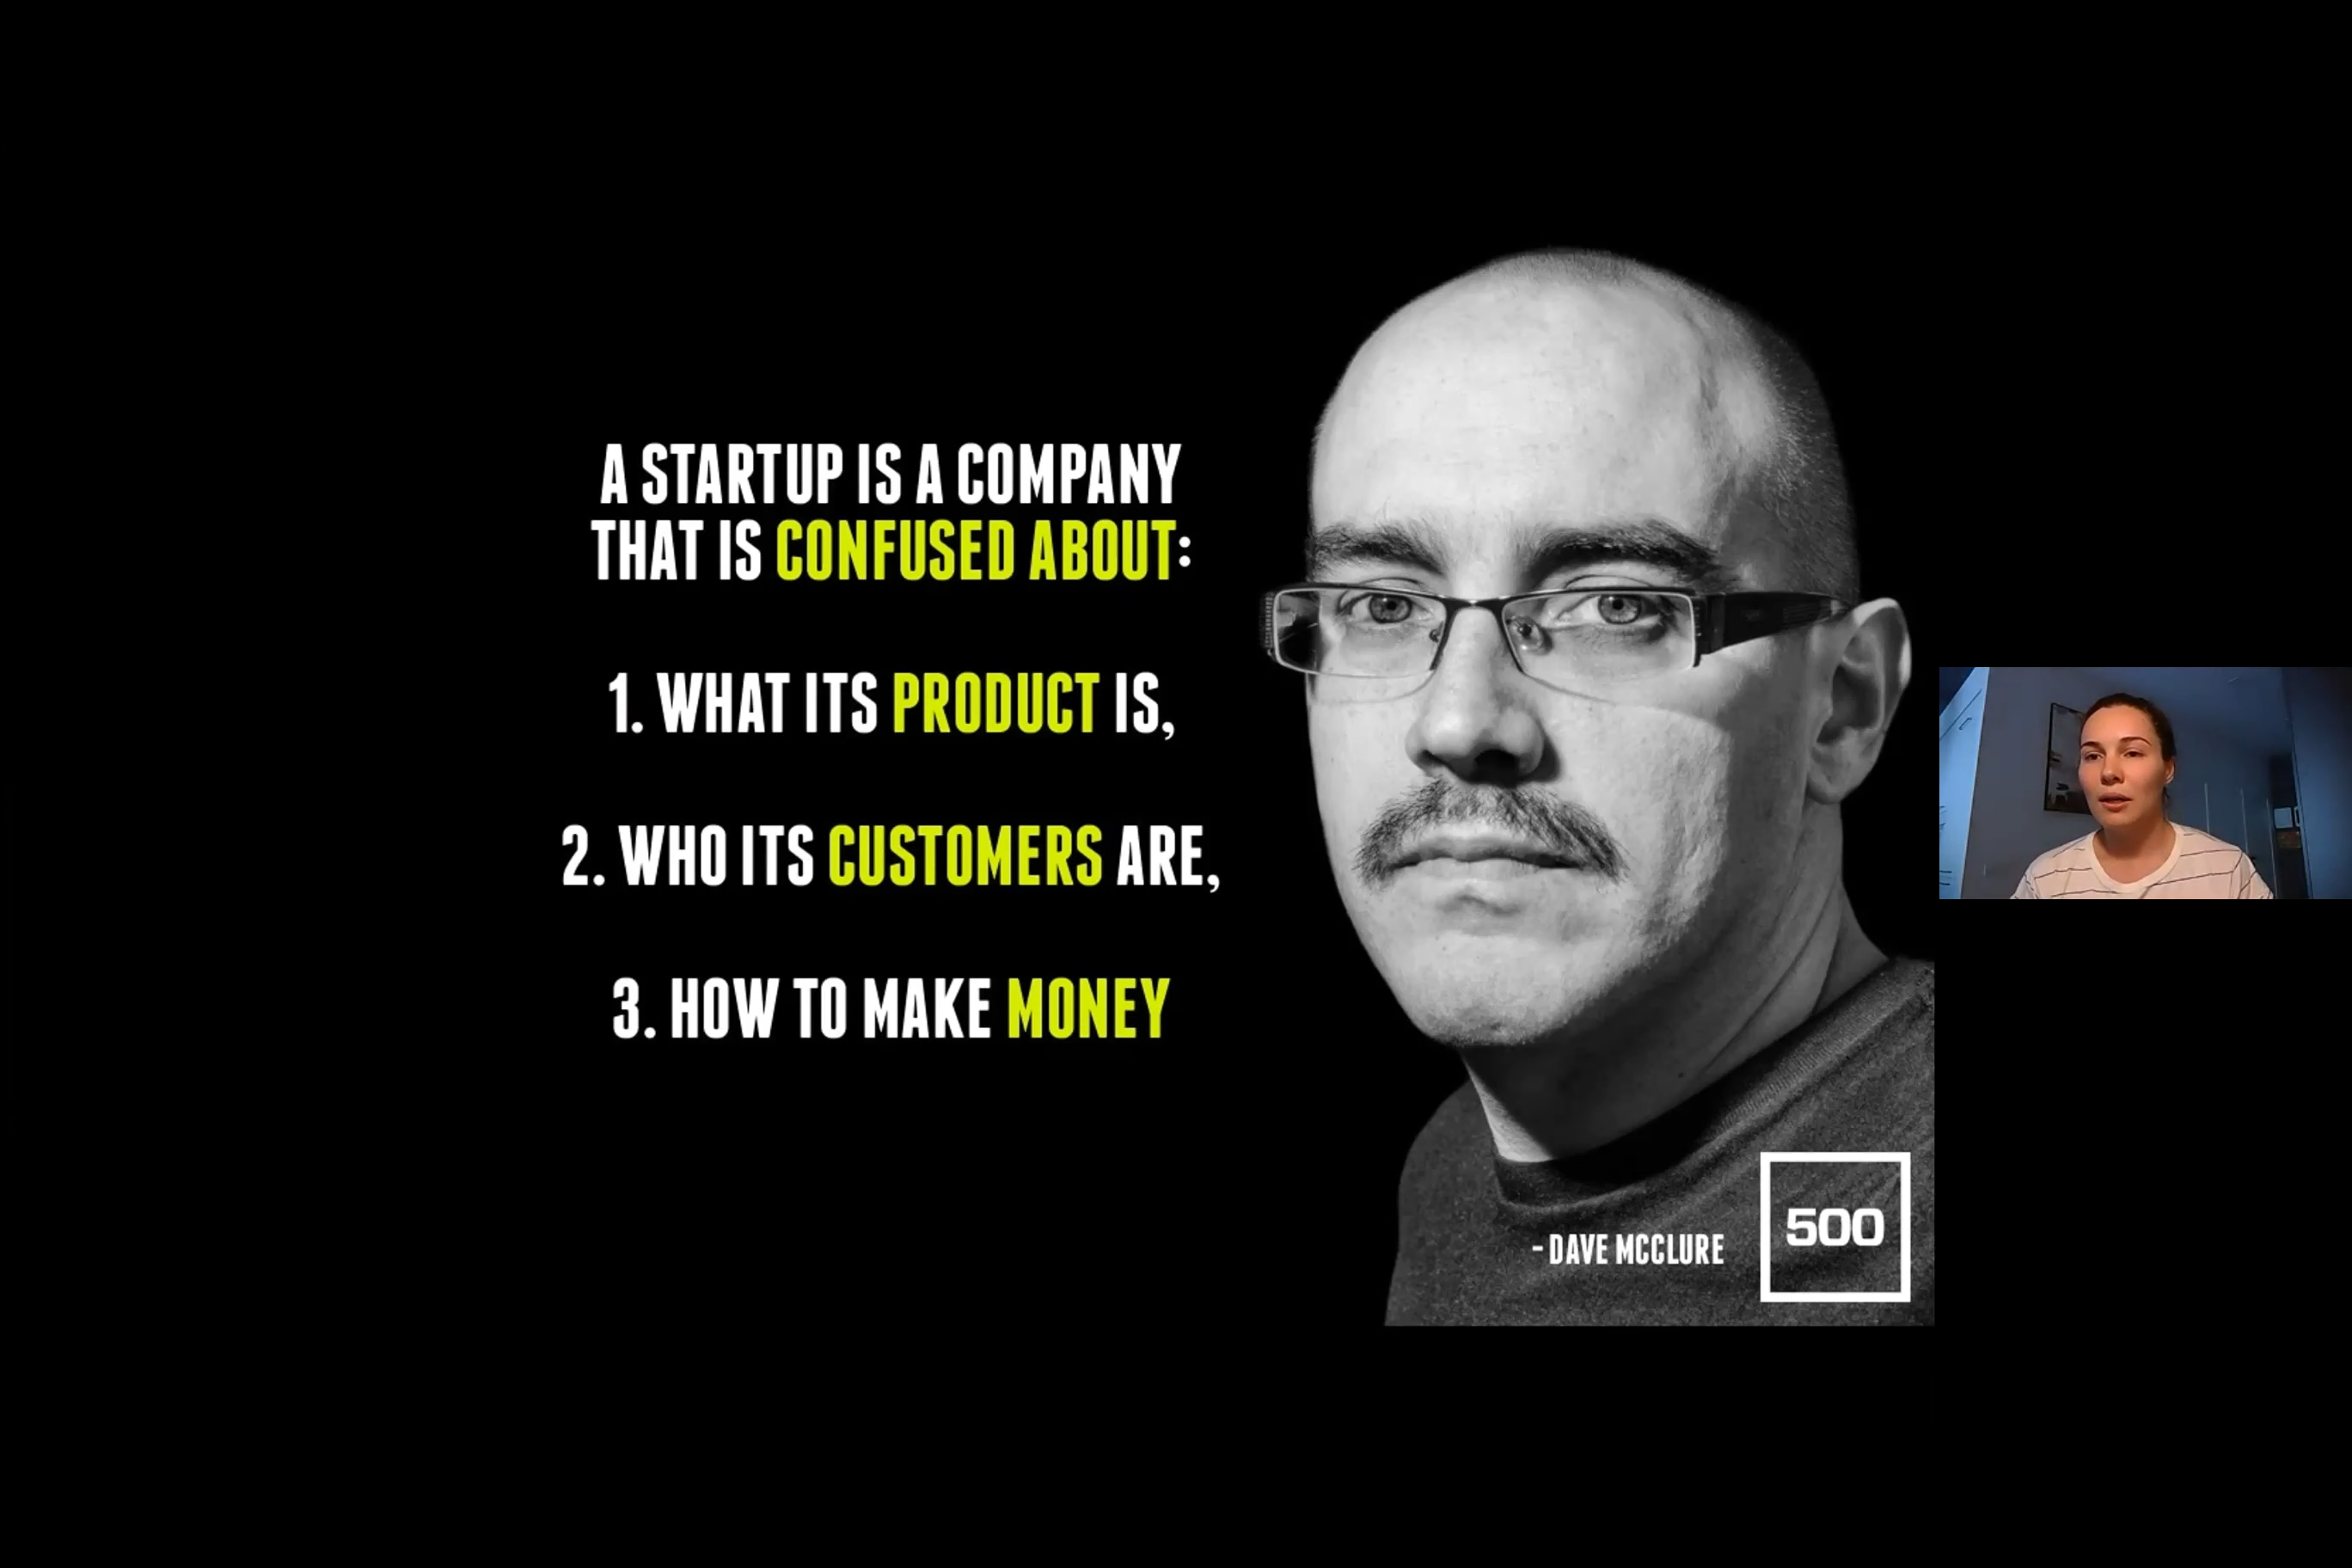 A STARTUP IS A COMPANY
THAT IS CONFUSED ABOUT:
1. WHAT ITS PRODUCT IS,
2. WHO ITS CUSTOMERS ARE,
3. HOW TO MAKE MONEY
- DAVE MCCLURE
500